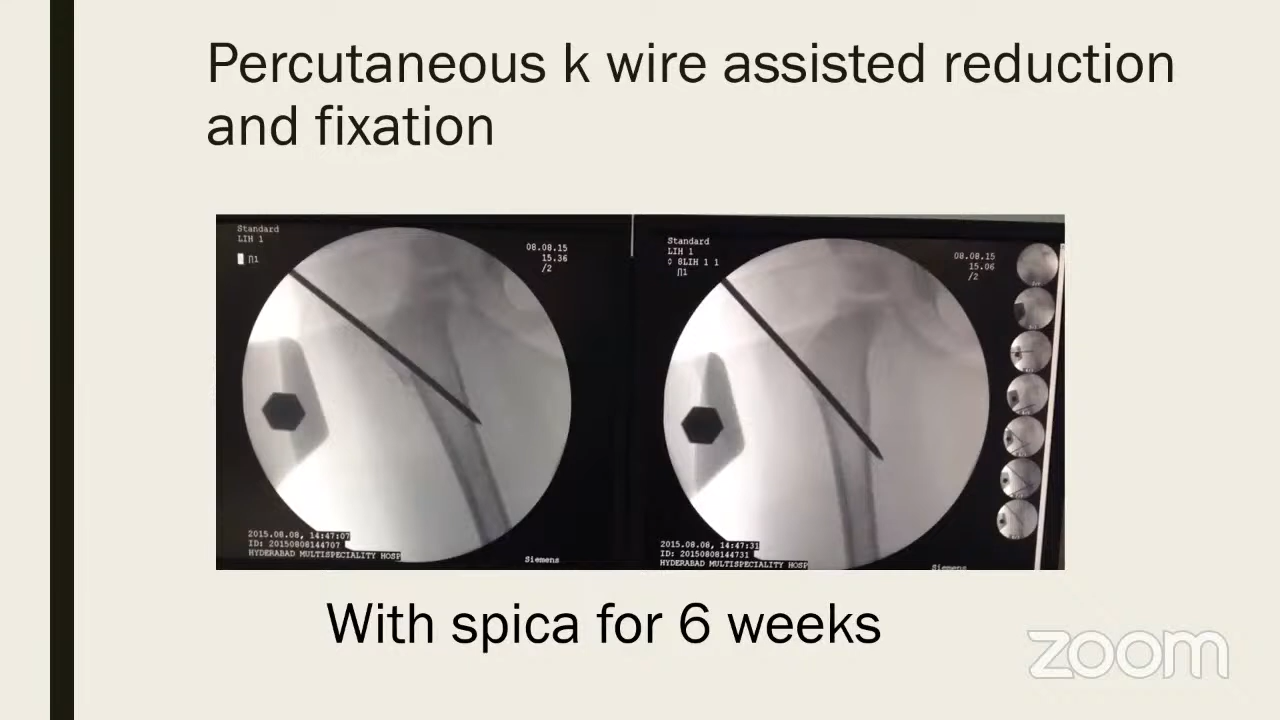 Percutaneous k wire assisted reduction
and fixation
Standard
LIH 1
08.08.15
15.36
/2
2015.08.08, 14:47:07
ID: 20150808144707
HYDERABAD MULTISPECIALITY HOSP
Siemens
Standard
LIH 1
08.08.15
15.06
/2
2015.08.08, 14:47:31
ID: 20150808144731
HYDERABAD MULTISPECIALITY HOSP
Siemens
With spica for 6 weeks
zoom